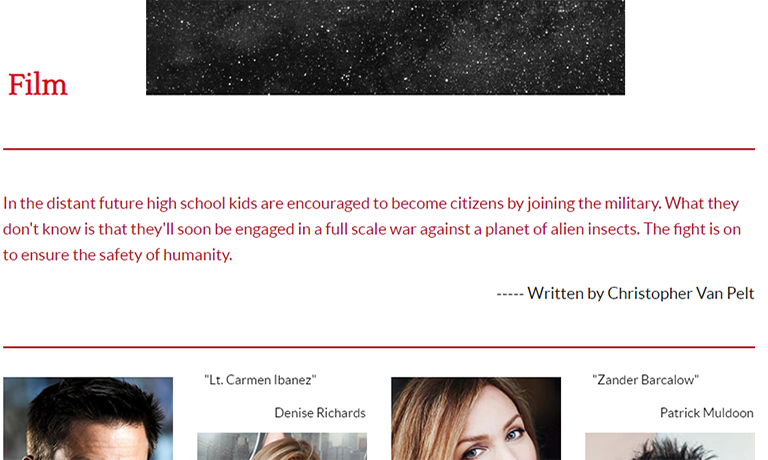 Film
In the distant future high school kids are encouraged to become citizens by joining the military. What they
don't know is that they'll soon be engaged in a full scale war against a planet of alien insects. The fight is on
to ensure the safety of humanity.
----- Written by Christopher Van Pelt
"Lt. Carmen Ibanez"
Denise Richards
"Zander Barcalow"
Patrick Muldoon